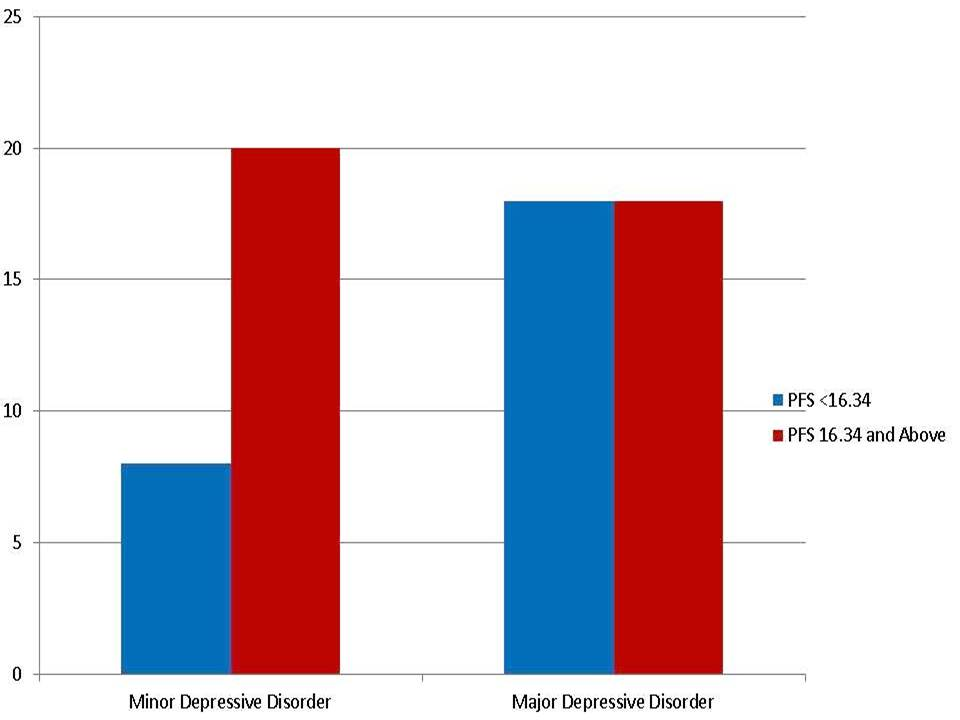 25
20
15
10
5
0
Minor Depressive Disorder
Major Depressive Disorder
PFS <16.34
PFS 16.34 and Above